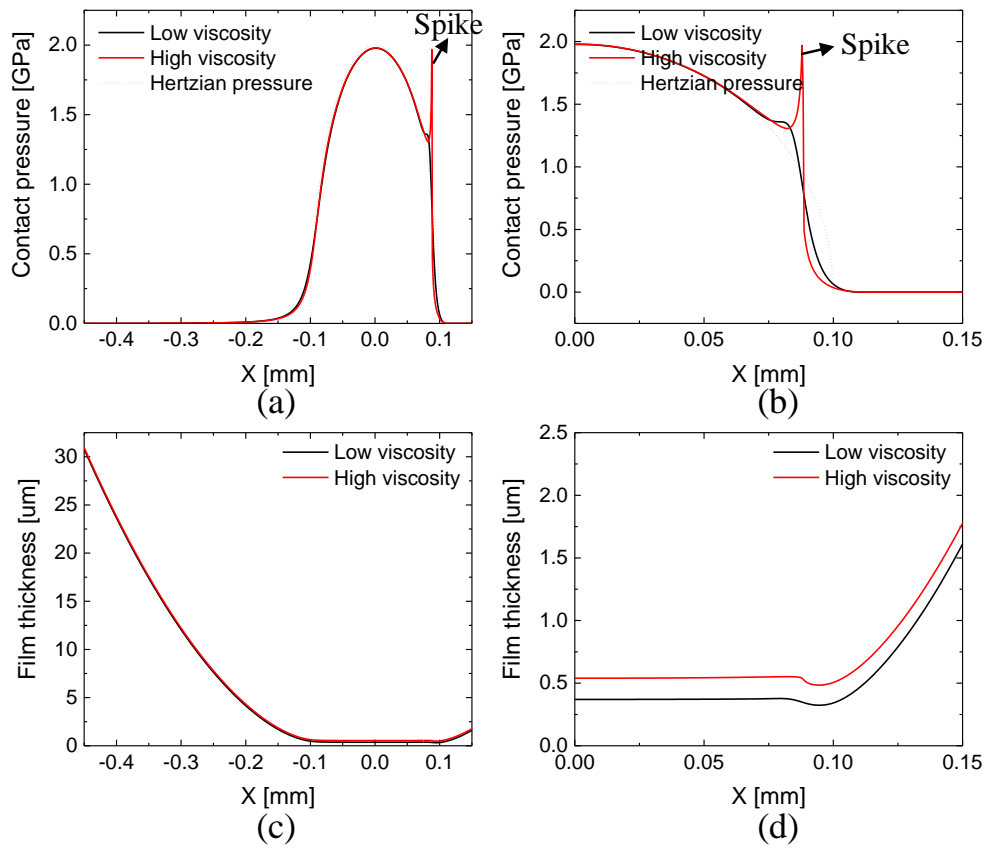 Spike
Low viscosity
High viscosity
Hertzian pressure
Contact pressure [GPa]
2.0
1.5
1.0
0.5
0.0
-0.4 -0.3 -0.2 -0.1 0.0 0.1
X [mm]
(a)
Low viscosity
High viscosity
Hertzian pressure
Spike
Contact pressure [GPa]
2.0
1.5
1.0
0.5
0.0
0.00 0.05 0.10 0.15
X [mm]
(b)
Low viscosity
High viscosity
Film thickness [um]
30
25
20
15
10
5
0
-0.4 -0.3 -0.2 -0.1 0.0 0.1
X [mm]
(c)
Low viscosity
High viscosity
Film thickness [um]
2.5
2.0
1.5
1.0
0.5
0.0
0.00 0.05 0.10 0.15
X [mm]
(d)